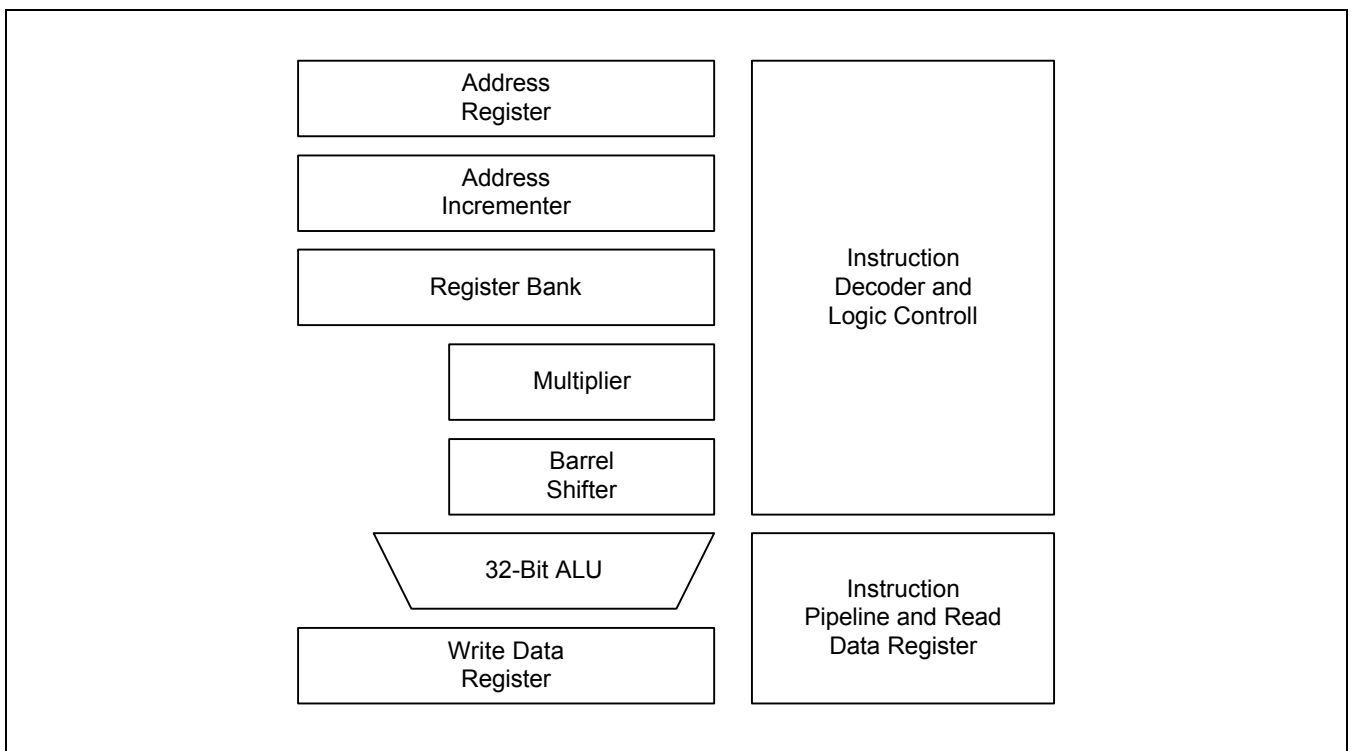 Address
Register
Address
Incrementer
Register Bank
Multiplier
Barrel
Shifter
32-Bit ALU
Write Data
Register
Instruction
Decoder and
Logic Controll
Instruction
Pipeline and Read
Data Register